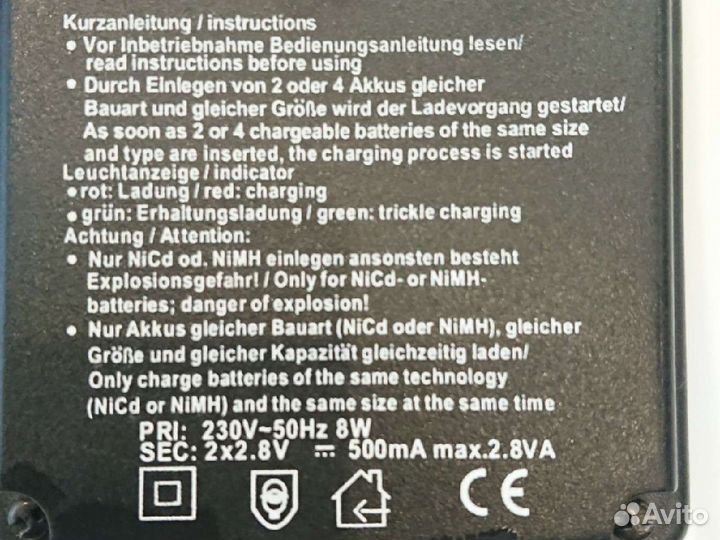 Kurzanleitung / instructions
• Vor Inbetriebnahme Bedienungsanleitung lesen/
read instructions before using
• Durch Einlegen von 2 oder 4 Akkus gleicher
Bauart und gleicher Größe wird der Ladevorgang gestartet/
As soon as 2 or 4 chargeable batteries of the same size
and type are inserted, the charging process is started
Leuchtanzeige / indicator
• rot: Ladung / red: charging
• grün: Erhaltungsladung / green: trickle charging
Achtung / Attention:
• Nur NiCd od. NiMH einlegen ansonsten besteht
Explosionsgefahr! / Only for NiCd- or NiMH-
batteries; danger of explosion!
• Nur Akkus gleicher Bauart (NiCd oder NiMH), gleicher
Größe und gleicher Kapazität gleichzeitig laden/
Only charge batteries of the same technology
(NiCd or NiMH) and the same size at the same time
PRI: 230V~50Hz 8W
SEC: 2x2.8V ⎓ 500mA max.2.8VA
CE
Avito